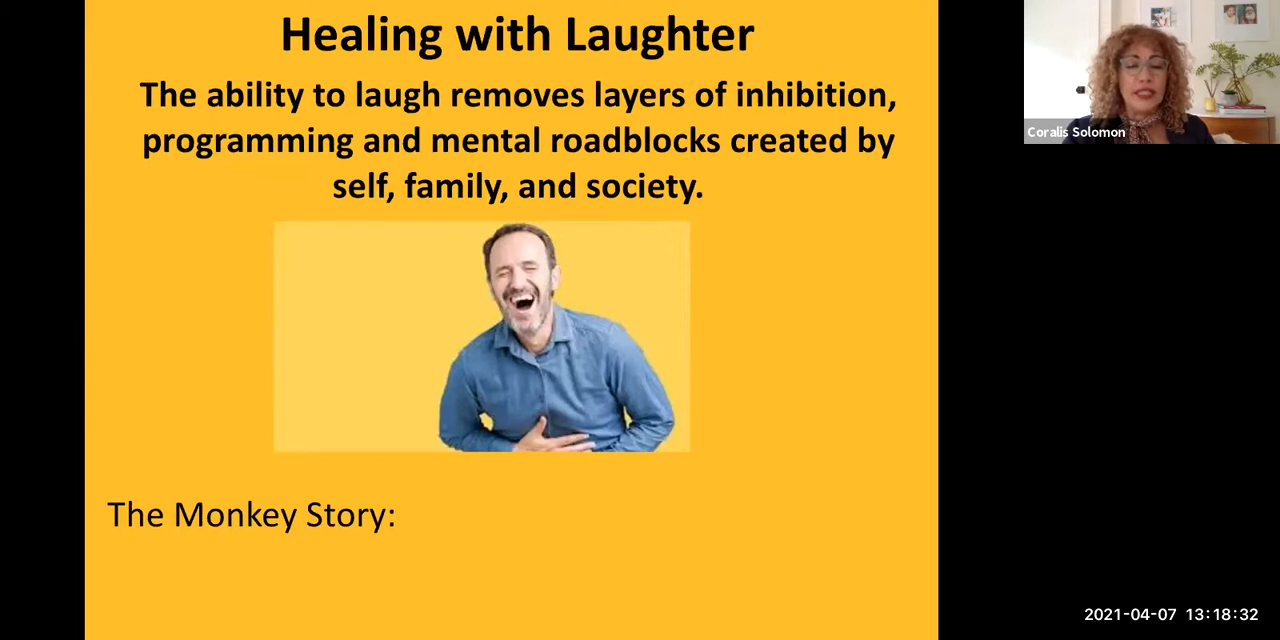 Healing with Laughter
The ability to laugh removes layers of inhibition,
programming and mental roadblocks created by
self, family, and society.
The Monkey Story:
Coralis Solomon
2021-04-07 13:18:32